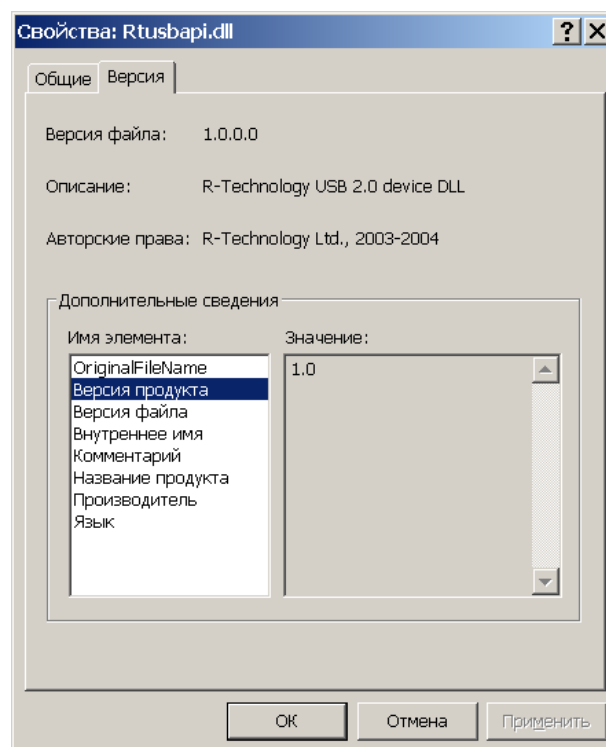 Свойства: Rtusbapi.dll
Общие Версия
Версия файла: 1.0.0.0
Описание: R-Technology USB 2.0 device DLL
Авторские права: R-Technology Ltd., 2003-2004
Дополнительные сведения
Имя элемента: Значение:
OriginalFileName 1.0
Версия продукта
Версия файла
Внутреннее имя
Комментарий
Название продукта
Производитель
Язык
ОК Отмена Применить